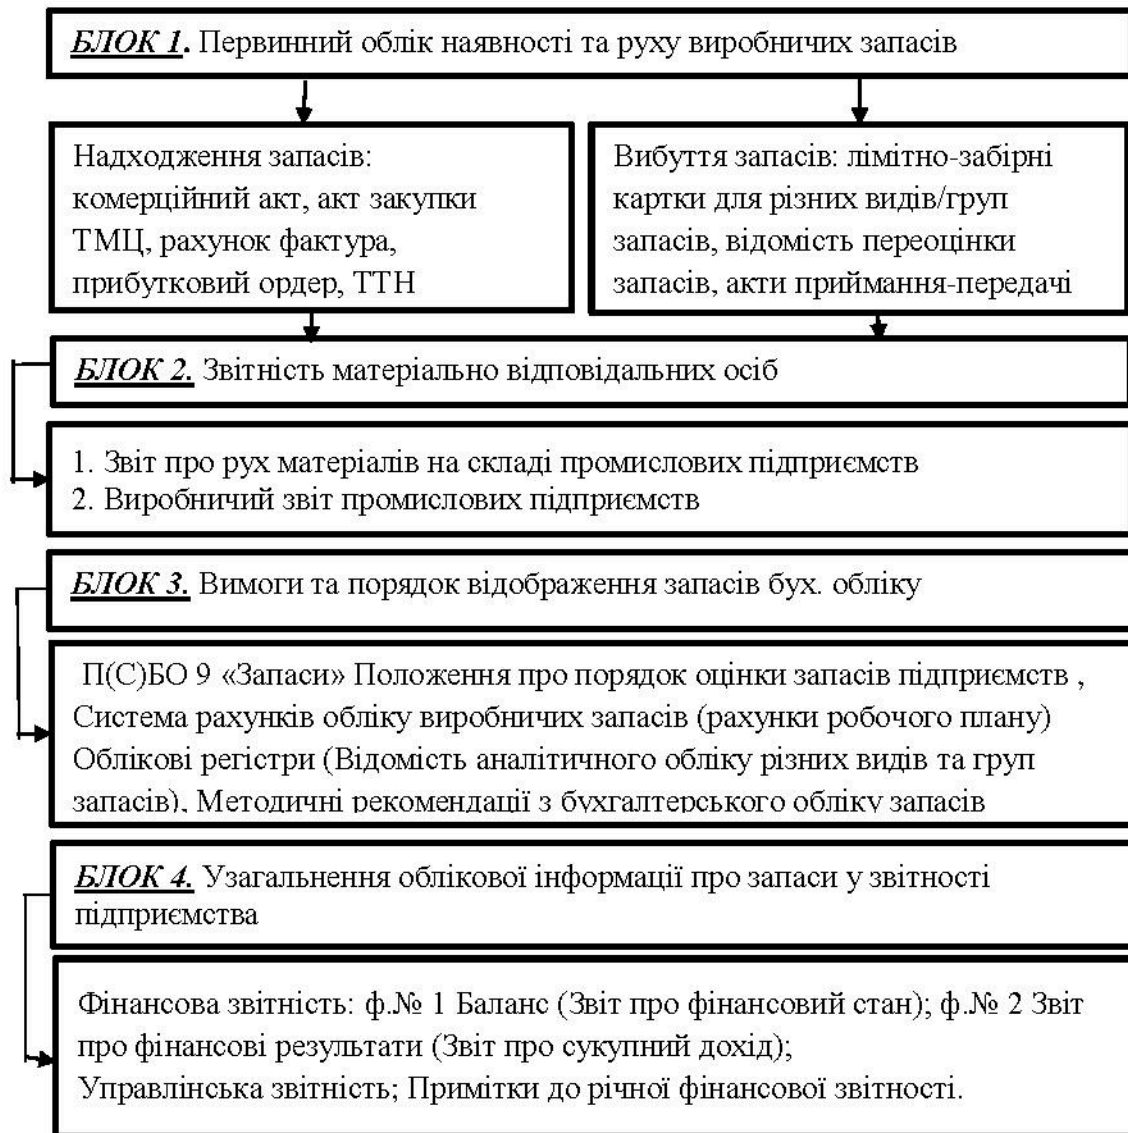 БЛОК 1. Первинний облік наявності та руху виробничих запасів
Надходження запасів:
комерційний акт, акт закупки
ТМЦ, рахунок фактура,
прибутковий ордер, ТТН
Вибуття запасів: лімітно-забірні
картки для різних видів/груп
запасів, відомість переоцінки
запасів, акти приймання-передачі
БЛОК 2. Звітність матеріально відповідальних осіб
1. Звіт про рух матеріалів на складі промислових підприємств
2. Виробничий звіт промислових підприємств
БЛОК 3. Вимоги та порядок відображення запасів бух. обліку
П(С)БО 9 «Запаси» Положення про порядок оцінки запасів підприємств ,
Система рахунків обліку виробничих запасів (рахунки робочого плану)
Облікові регістри (Відомість аналітичного обліку різних видів та груп
запасів), Методичні рекомендації з бухгалтерського обліку запасів
БЛОК 4. Узагальнення облікової інформації про запаси у звітності
підприємства
Фінансова звітність: ф.№ 1 Баланс (Звіт про фінансовий стан); ф.№ 2 Звіт
про фінансові результати (Звіт про сукупний дохід);
Управлінська звітність; Примітки до річної фінансової звітності.